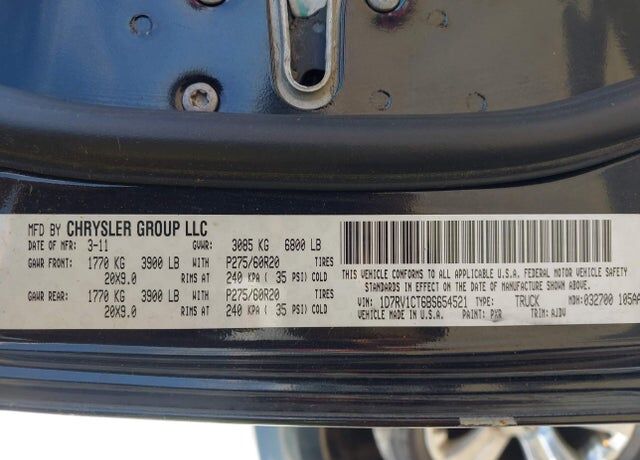 MFD BY CHRYSLER GROUP LLC
DATE OF MFR: 3-11 GVWR: 3085 KG 6800 LB
GAWR FRONT: 1770 KG 3900 LB WITH P275/60R20 TIRES
20X9.0 RIMS AT 240 KPA ( 35 PSI) COLD
GAWR REAR: 1770 KG 3900 LB WITH P275/60R20 TIRES
20X9.0 RIMS AT 240 KPA ( 35 PSI) COLD
THIS VEHICLE CONFORMS TO ALL APPLICABLE U.S.A. FEDERAL MOTOR VEHICLE SAFETY
STANDARDS IN EFFECT ON THE DATE OF MANUFACTURE SHOWN ABOVE.
VIN: 1D7RV1CT6BS654521 TYPE: TRUCK MDH: 032700 105AA
VEHICLE MADE IN U.S.A. PAINT: PXR TRIM: AJDV